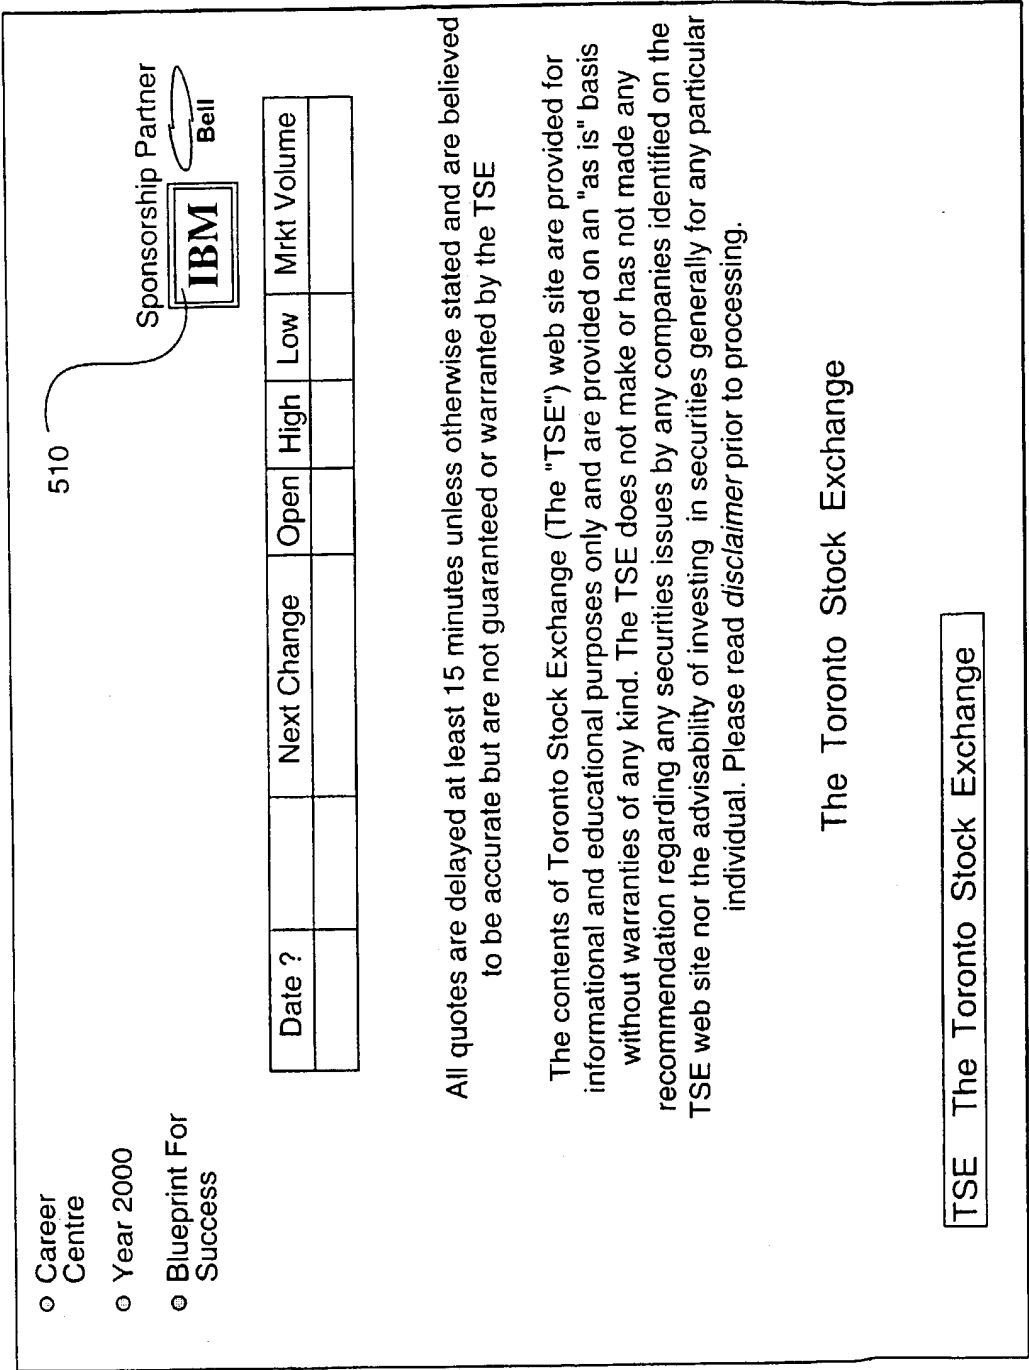 Career
Centre
Year 2000
Blueprint For
Success
510
Sponsorship Partner
IBM
Bell
Date ? Next Change Open High Low Mrkt Volume
All quotes are delayed at least 15 minutes unless otherwise stated and are believed
to be accurate but are not guaranteed or warranted by the TSE
The contents of Toronto Stock Exchange (The "TSE") web site are provided for
informational and educational purposes only and are provided on an "as is" basis
without warranties of any kind. The TSE does not make or has not made any
recommendation regarding any securities issues by any companies identified on the
TSE web site nor the advisability of investing in securities generally for any particular
individual. Please read disclaimer prior to processing.
The Toronto Stock Exchange
TSE The Toronto Stock Exchange